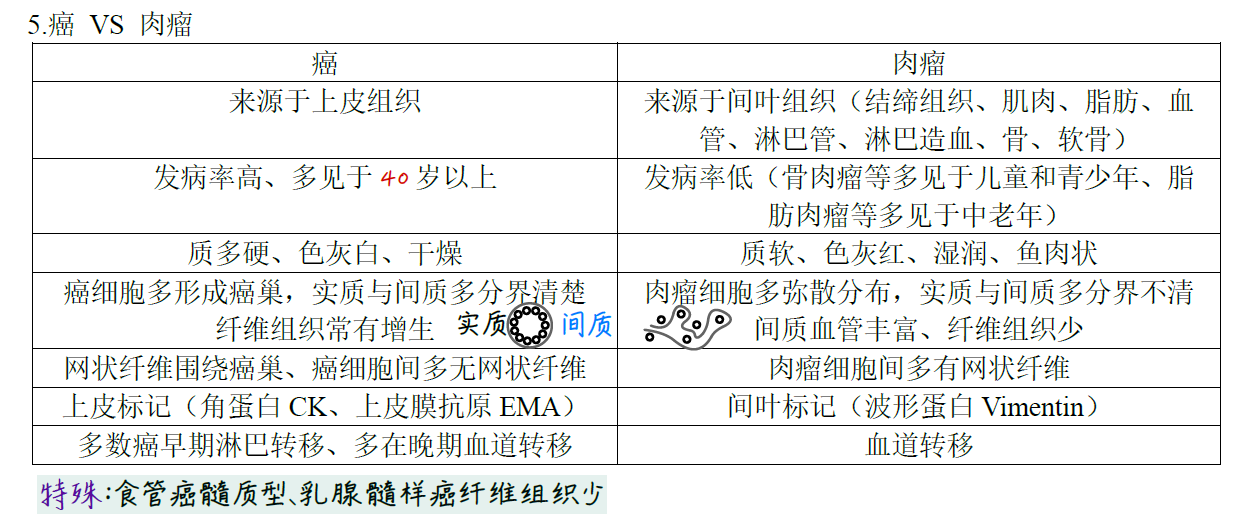 5.癌 VS 肉瘤
癌
肉瘤
来源于上皮组织
来源于间叶组织（结缔组织、肌肉、脂肪、血
管、淋巴管、淋巴造血、骨、软骨）
发病率高、多见于 40 岁以上
发病率低（骨肉瘤等多见于儿童和青少年、脂
肪肉瘤等多见于中老年）
质多硬、色灰白、干燥
质软、色灰红、湿润、鱼肉状
癌细胞多形成癌巢，实质与间质多分界清楚
纤维组织常有增生 实质 间质
肉瘤细胞多弥散分布，实质与间质多分界不清
间质血管丰富、纤维组织少
网状纤维围绕癌巢、癌细胞间多无网状纤维
肉瘤细胞间多有网状纤维
上皮标记（角蛋白 CK、上皮膜抗原 EMA）
间叶标记（波形蛋白 Vimentin）
多数癌早期淋巴转移、多在晚期血道转移
血道转移
特殊:食管癌髓质型、乳腺髓样癌纤维组织少